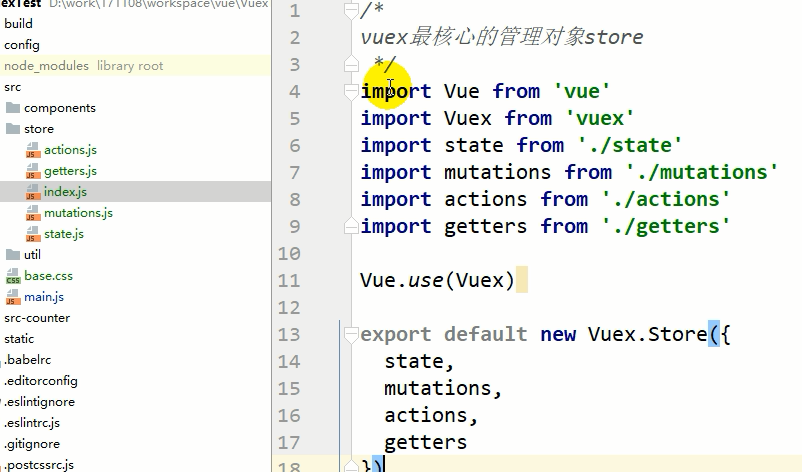 exTest D:\work\171108\workspace\vue\Vuex
build
config
node_modules library root
src
components
store
actions.js
getters.js
index.js
mutations.js
state.js
util
base.css
main.js
src-counter
static
.babelrc
.editorconfig
.eslintignore
.eslintrc.js
.gitignore
.postcssrc.js
1 /*
2 vuex最核心的管理对象store
3 */
4 import Vue from 'vue'
5 import Vuex from 'vuex'
6 import state from './state'
7 import mutations from './mutations'
8 import actions from './actions'
9 import getters from './getters'
10
11 Vue.use(Vuex)
12
13 export default new Vuex.Store({
14 state,
15 mutations,
16 actions,
17 getters
18 })